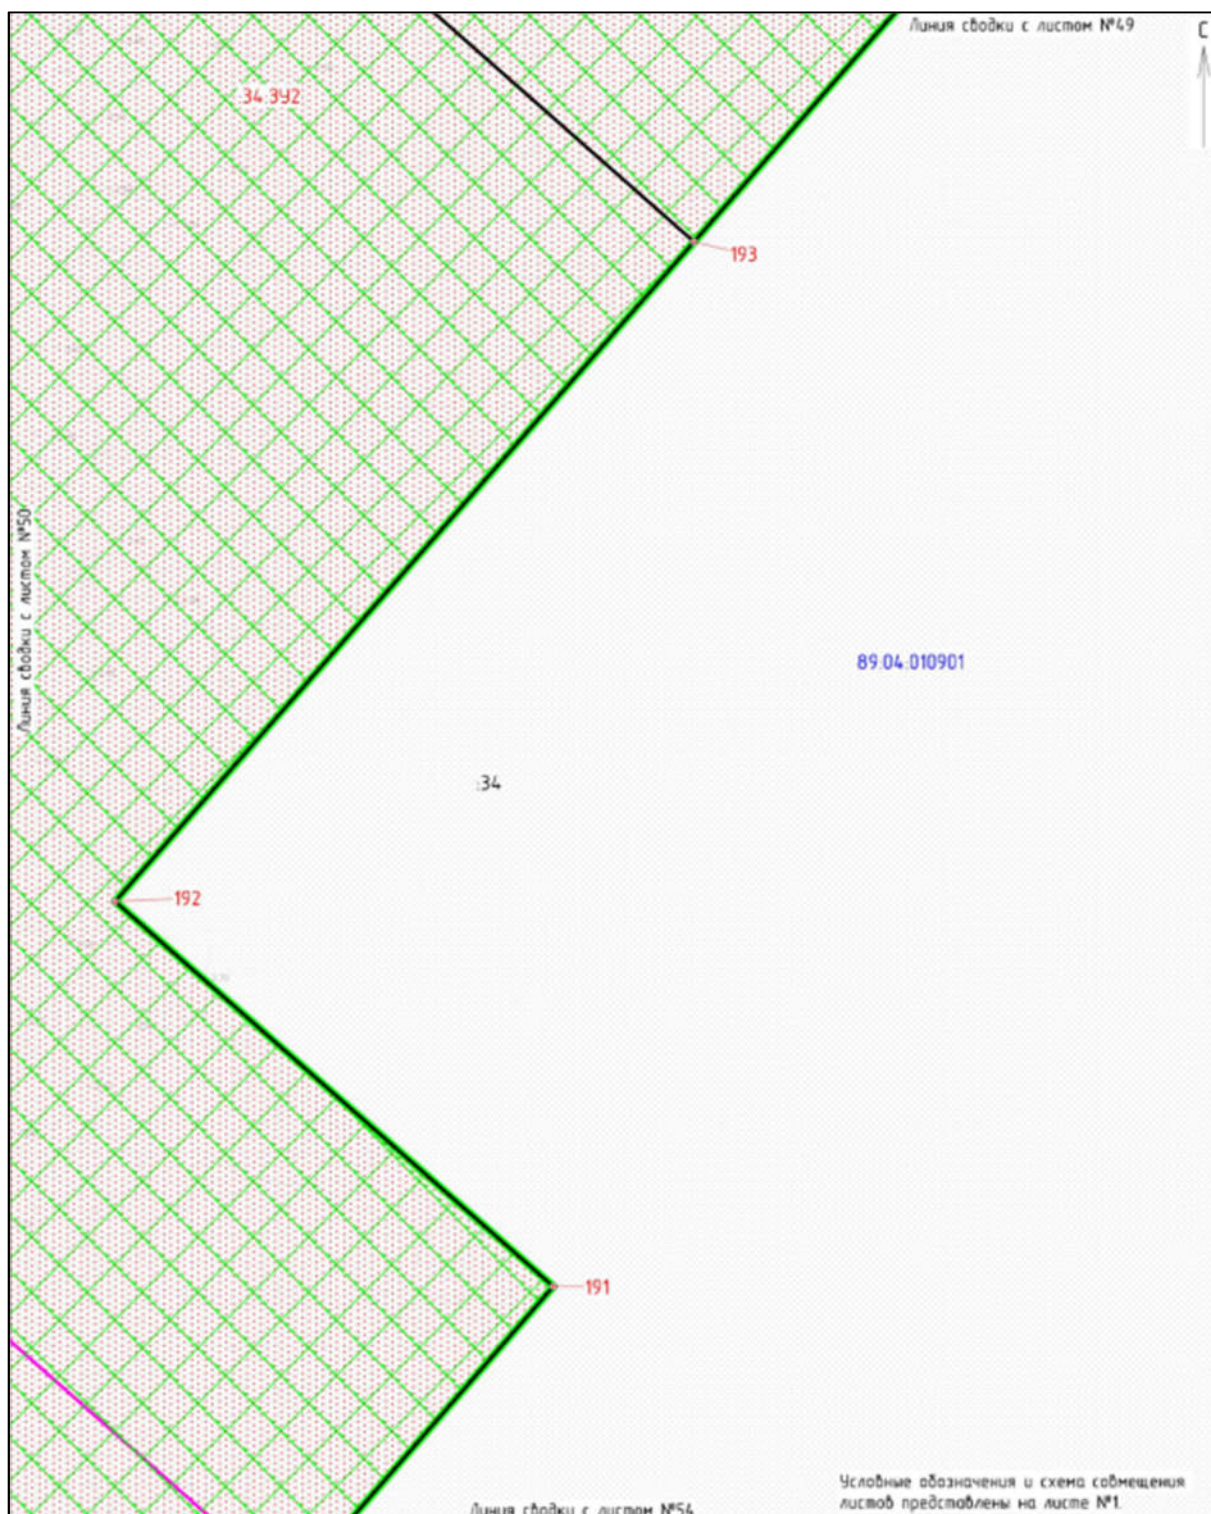 Линия сводки с листом №49
С
34:ЗУ2
193
Линия сводки с листом №50
89:04:010901
:34
192
191
Условные обозначения и схема совмещения
листов представлены на листе №1.
Линия сводки с листом №54